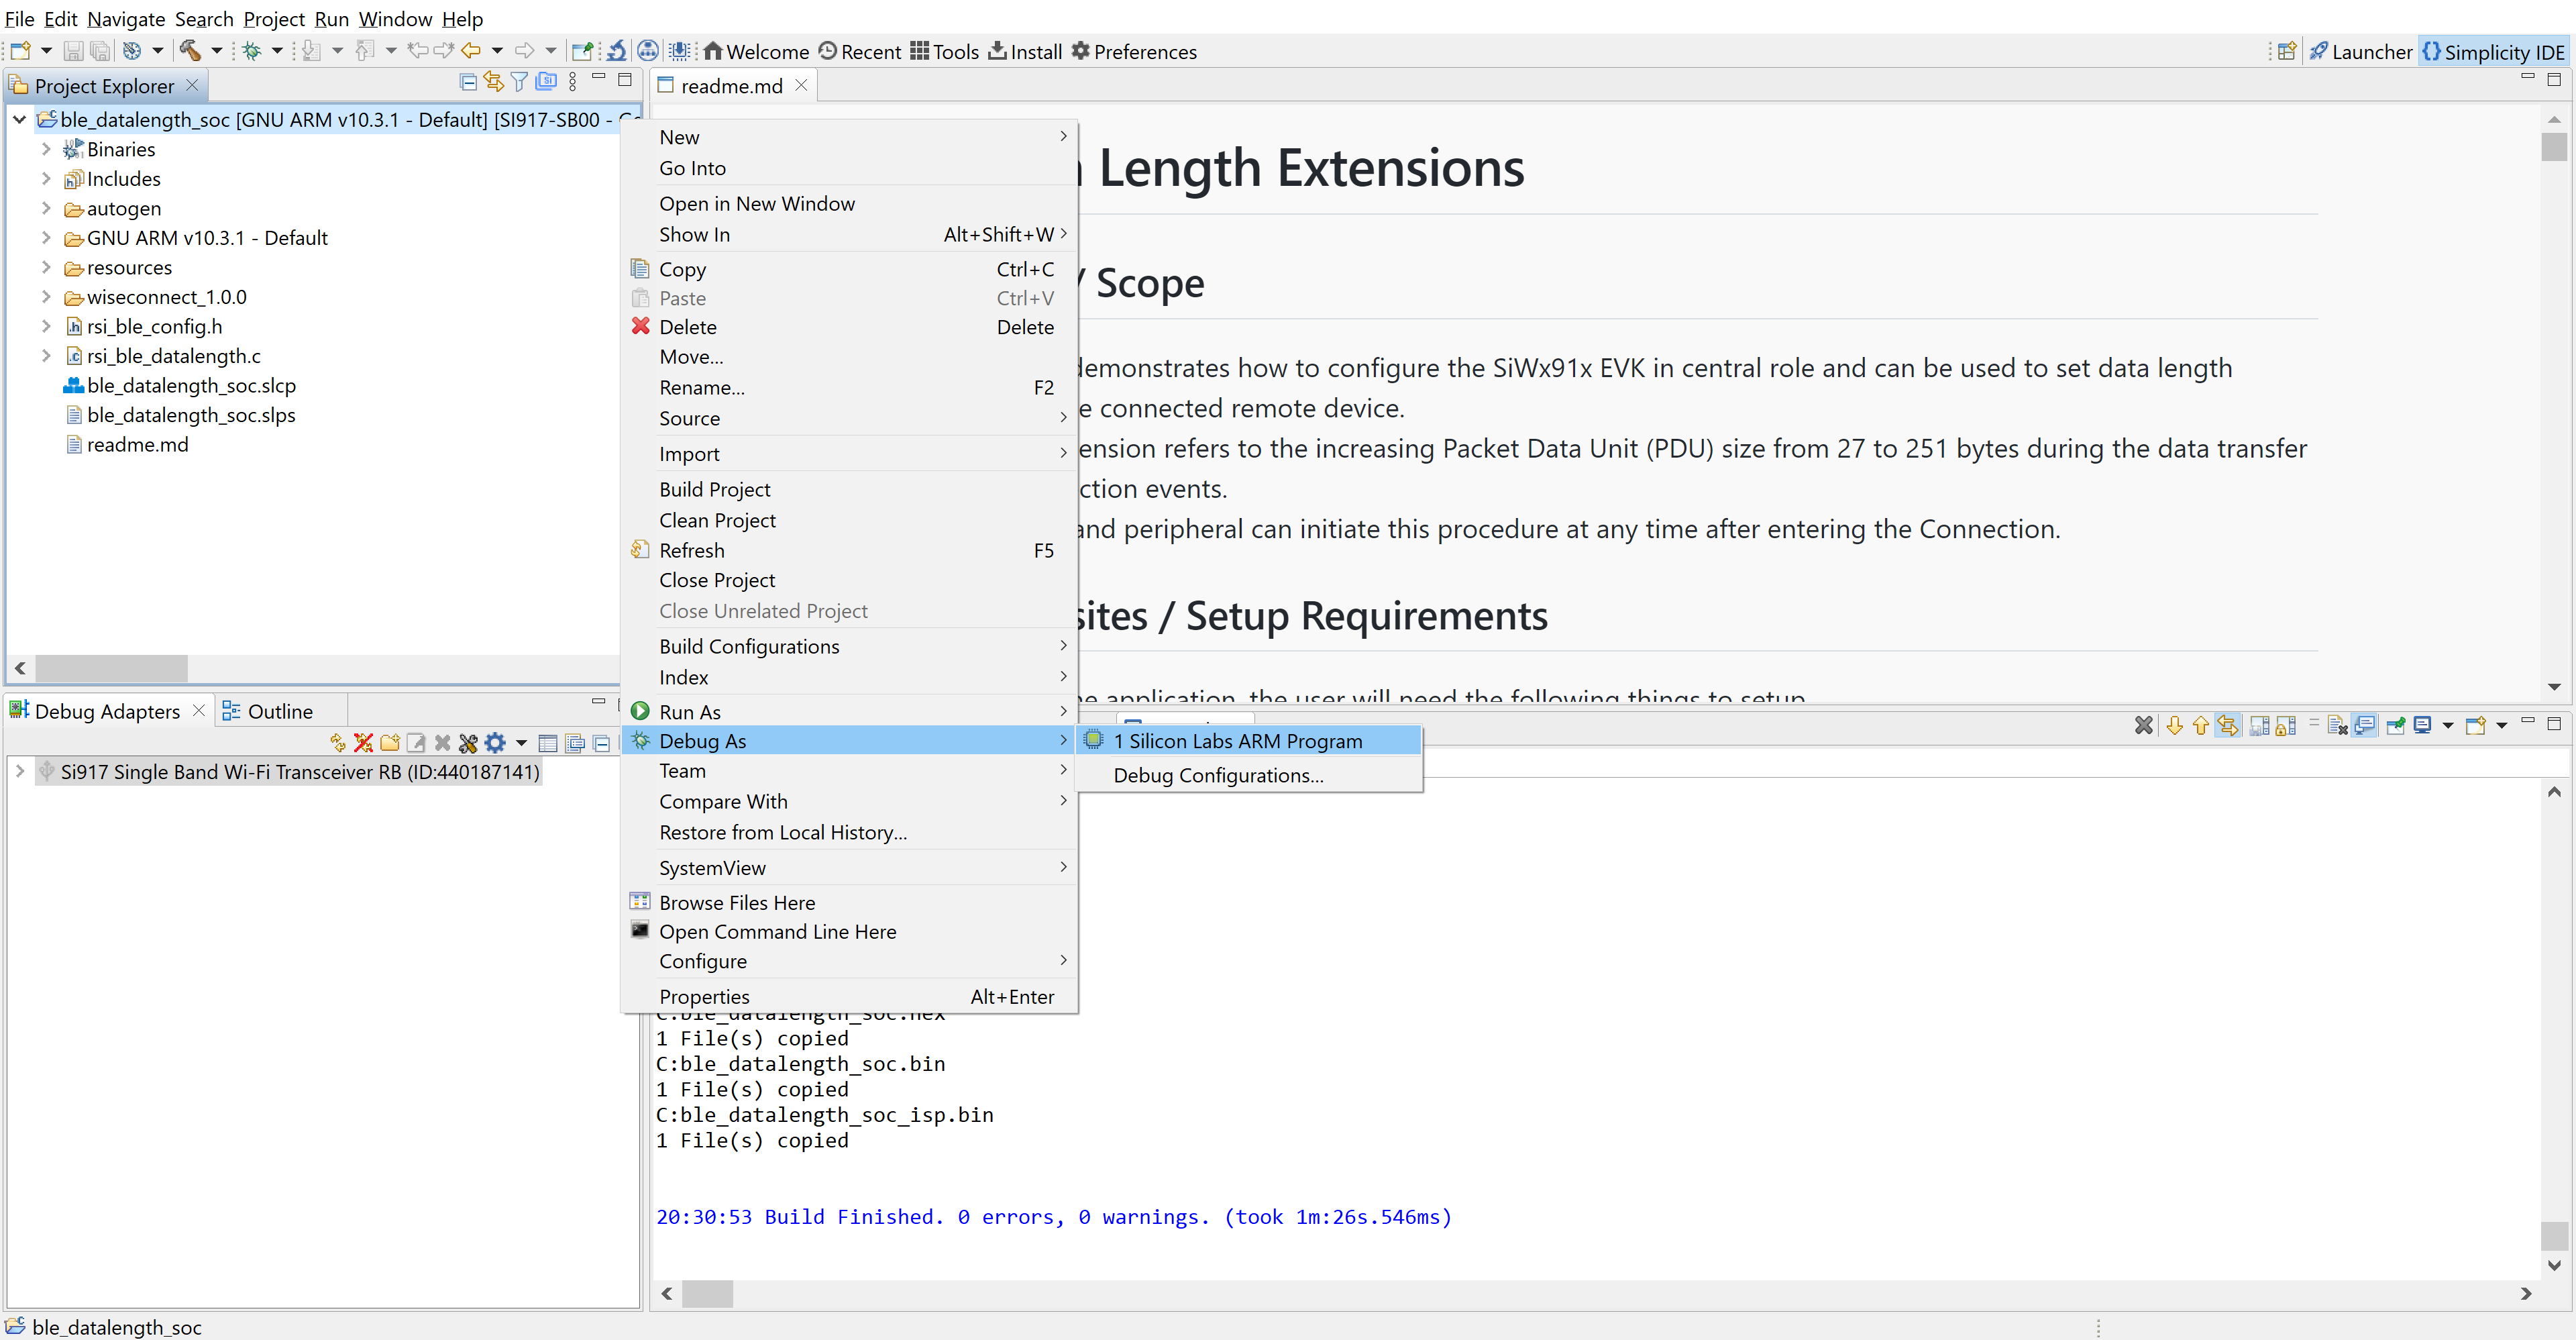 File Edit Navigate Search Project Run Window Help
Welcome Recent Tools Install Preferences
Launcher Simplicity IDE
Project Explorer
readme.md
ble_datalength_soc [GNU ARM v10.3.1 - Default] [SI917-SB00 -
Binaries
Includes
autogen
GNU ARM v10.3.1 - Default
resources
wiseconnect_1.0.0
rsi_ble_config.h
rsi_ble_datalength.c
ble_datalength_soc.slcp
ble_datalength_soc.slps
readme.md
Debug Adapters
Outline
Si917 Single Band Wi-Fi Transceiver RB (ID:440187141)
New
Go Into
Open in New Window
Show In Alt+Shift+W
Copy Ctrl+C
Paste Ctrl+V
Delete Delete
Move...
Rename... F2
Source
Import
Build Project
Clean Project
Refresh F5
Close Project
Close Unrelated Project
Build Configurations
Index
Run As
Debug As
Team
Compare With
Restore from Local History...
SystemView
Browse Files Here
Open Command Line Here
Configure
Properties Alt+Enter
1 Silicon Labs ARM Program
Debug Configurations...
Length Extensions
/ Scope
demonstrates how to configure the SiWx91x EVK in central role and can be used to set data length
e connected remote device.
ension refers to the increasing Packet Data Unit (PDU) size from 27 to 251 bytes during the data transfer
ction events.
and peripheral can initiate this procedure at any time after entering the Connection.
sites / Setup Requirements
he application, the user will need the following things to setup
C:ble_datalength_soc.hex
1 File(s) copied
C:ble_datalength_soc.bin
1 File(s) copied
C:ble_datalength_soc_isp.bin
1 File(s) copied
20:30:53 Build Finished. 0 errors, 0 warnings. (took 1m:26s.546ms)
ble_datalength_soc